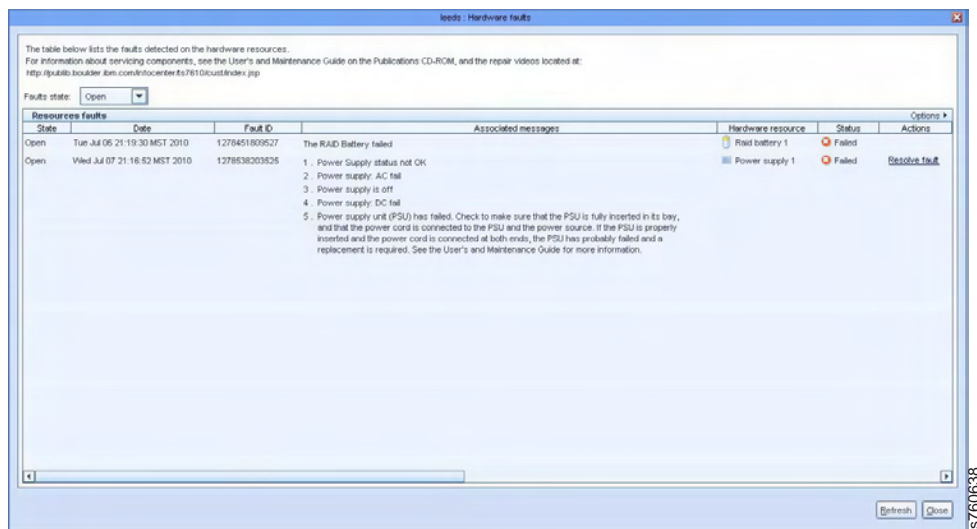 leeds : Hardware faults
The table below lists the faults detected on the hardware resources.
For information about servicing components, see the User's and Maintenance Guide on the Publications CD-ROM, and the repair videos located at:
http://publib.boulder.ibm.com/infocenter/ts7610/cust/index.jsp
Faults state: Open
Resources faults Options
State Date Fault ID Associated messages Hardware resource Status Actions
Open Tue Jul 06 21:19:30 MST 2010 1278451809527 The RAID Battery failed Raid battery 1 Failed
Open Wed Jul 07 21:16:52 MST 2010 1278538203525 1 . Power Supply status not OK Power supply 1 Failed Resolve fault
2 . Power supply: AC fail
3 . Power supply is off
4 . Power supply: DC fail
5 . Power supply unit (PSU) has failed. Check to make sure that the PSU is fully inserted in its bay,
and that the power cord is connected to the PSU and the power source. If the PSU is properly
inserted and the power cord is connected at both ends, the PSU has probably failed and a
replacement is required. See the User's and Maintenance Guide for more information.
Refresh Close
s760638